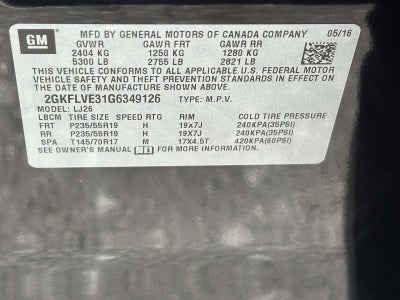 GM MFD BY GENERAL MOTORS OF CANADA COMPANY 05/16
GVWR GAWR FRT GAWR RR
2404 KG 1250 KG 1280 KG
5300 LB 2755 LB 2821 LB
THIS VEHICLE CONFORMS TO ALL APPLICABLE U.S. FEDERAL
VEHICLE SAFETY AND THEFT PREVENTION STANDARDS IN
EFFECT ON THE DATE OF MANUFACTURE SHOWN ABOVE.
2GKFLVE31G6349126 TYPE: M.P.V.
MODEL: LJ26
LBCM TIRE SIZE SPEED RTG RIM COLD TIRE PRESSURE
FRT P235/55R19 H 19X7J 240KPA(35PSI)
RR P235/55R19 H 19X7J 240KPA(35PSI)
SPA T145/70R17 M 17X4.5T 420KPA(60PSI)
SEE OWNER'S MANUAL FOR ADDITIONAL INFORMATION.